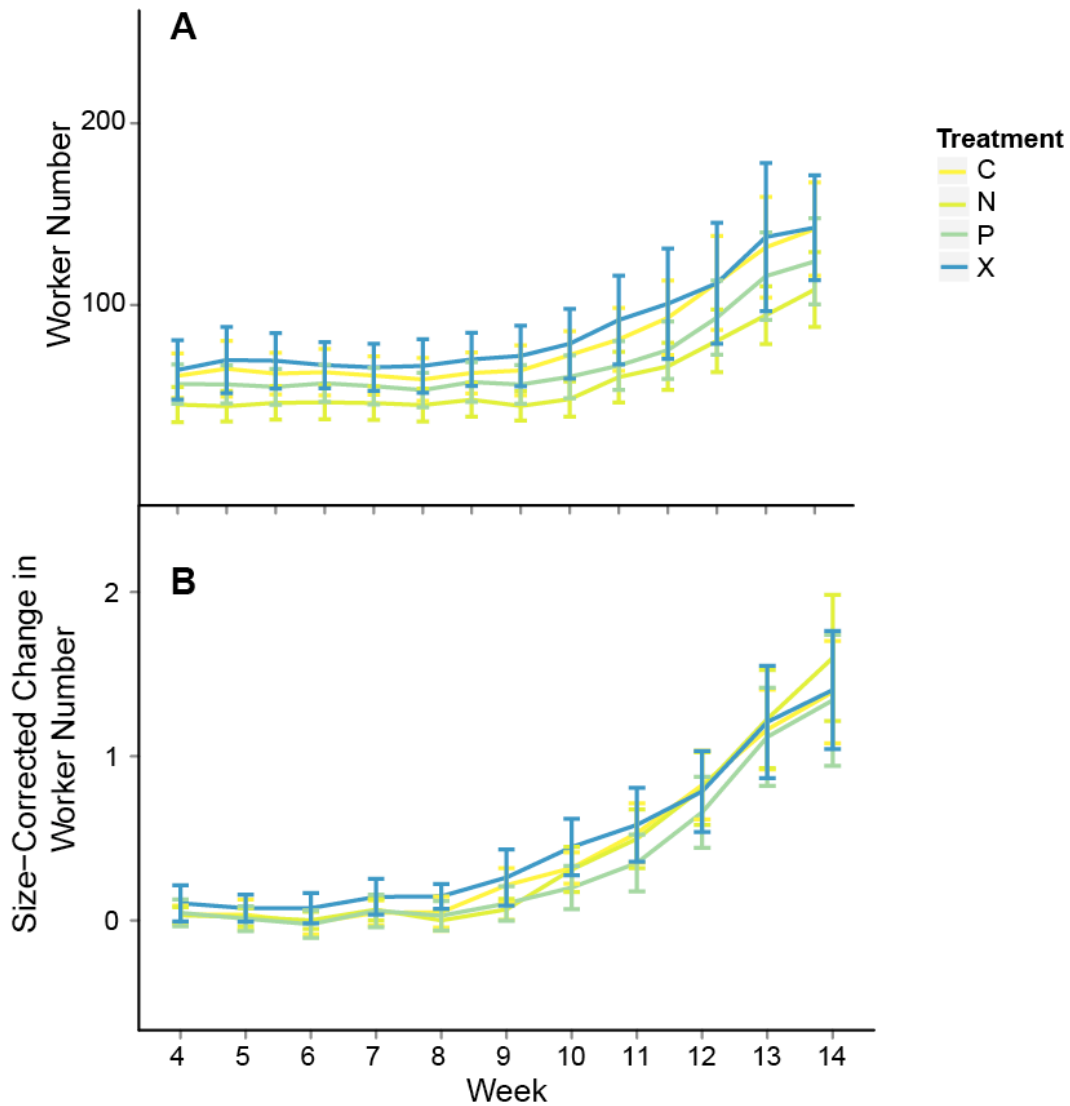 A
200
100
Worker Number
Treatment
C
N
P
X
B
2
1
0
Size−Corrected Change in
Worker Number
4 5 6 7 8 9 10 11 12 13 14
Week